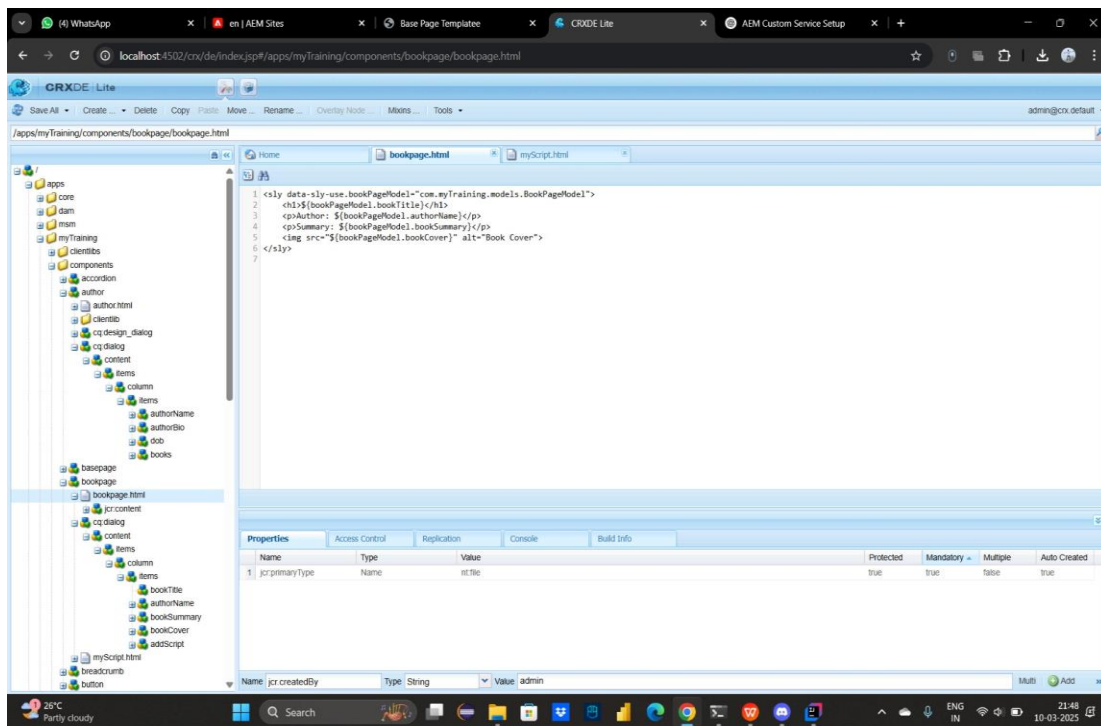 (4) WhatsApp
en | AEM Sites
Base Page Templatee
CRXDE Lite
AEM Custom Service Setup
localhost:4502/crx/de/index.jsp#/apps/myTraining/components/bookpage/bookpage.html
CRXDE Lite
Save All Create ... Delete Copy Paste Move ... Rename ... Overlay Node ... Mixins ... Tools
admin@crx.default
/apps/myTraining/components/bookpage/bookpage.html
/
apps
core
dam
msm
myTraining
clientlibs
components
accordion
author
author.html
clientlib
cq:design_dialog
cq:dialog
content
items
column
items
authorName
authorBio
dob
books
basepage
bookpage
bookpage.html
jcr:content
cq:dialog
content
items
column
items
bookTitle
authorName
bookSummary
bookCover
addScript
myScript.html
breadcrumb
button
Home
bookpage.html
myScript.html
1 <sly data-sly-use.bookPageModel="com.myTraining.models.BookPageModel">
2 <h1>${bookPageModel.bookTitle}</h1>
3 <p>Author: ${bookPageModel.authorName}</p>
4 <p>Summary: ${bookPageModel.bookSummary}</p>
5 <img src="${bookPageModel.bookCover}" alt="Book Cover">
6 </sly>
7
Properties Access Control Replication Console Build Info
Name Type Value Protected Mandatory Multiple Auto Created
1 jcr:primaryType Name nt:file true true false true
Name jcr:createdBy Type String Value admin Multi Add
26°C
Partly cloudy
Search
ENG
IN
21:48
10-03-2025